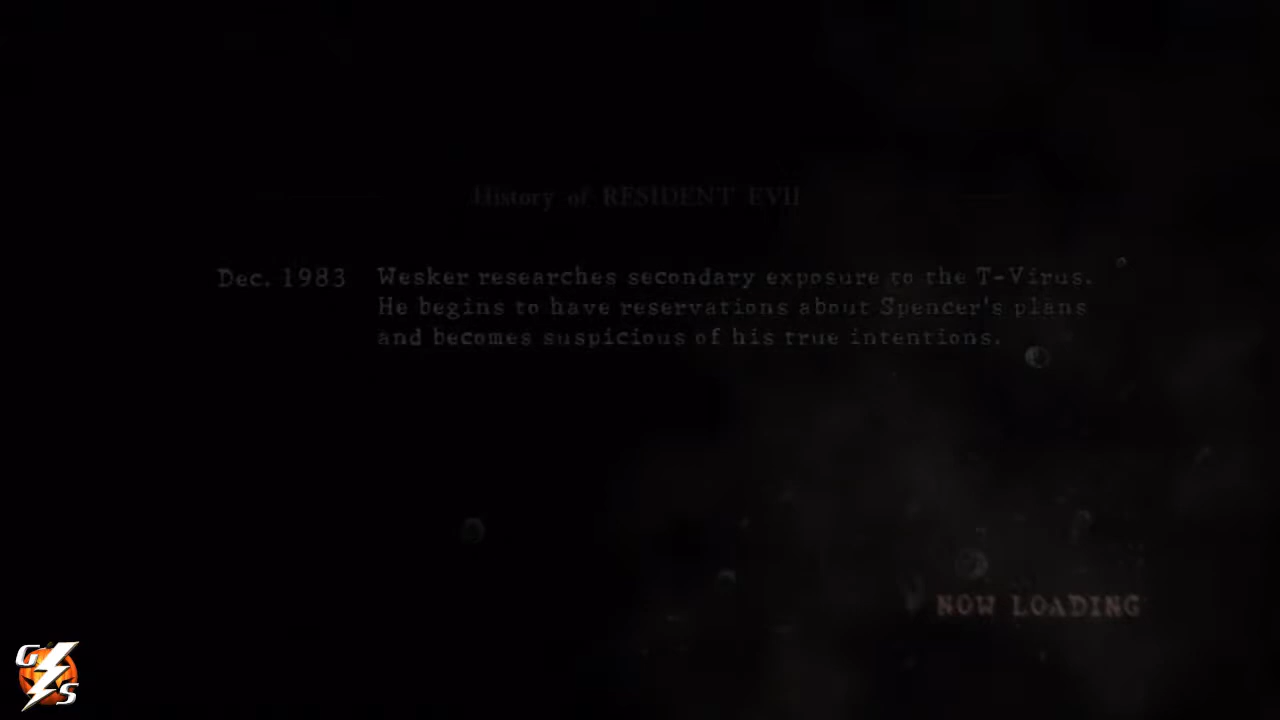 History of RESIDENT EVIL
Dec. 1983 Wesker researches secondary exposure to the T-Virus.
He begins to have reservations about Spencer's plans
and becomes suspicious of his true intentions.
NOW LOADING
G S